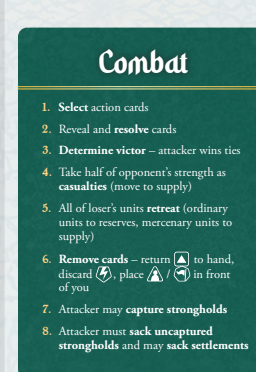 Combat
1. Select action cards
2. Reveal and resolve cards
3. Determine victor – attacker wins ties
4. Take half of opponent's strength as
casualties (move to supply)
5. All of loser's units retreat (ordinary
units to reserves, mercenary units to
supply)
6. Remove cards – return to hand,
discard , place / in front
of you
7. Attacker may capture strongholds
8. Attacker must sack uncaptured
strongholds and may sack settlements